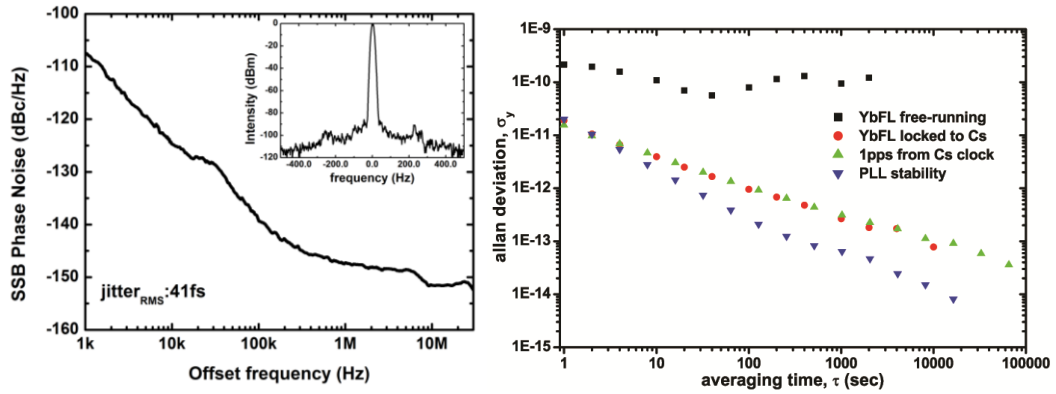 -100
-110
-120
-130
-140
-150
-160
SSB Phase Noise (dBc/Hz)
1k 10k 100k 1M 10M
Offset frequency (Hz)
jitterRMS:41fs
0
-20
-40
-60
-80
-100
-120
Intensity (dBm)
-400.0 -200.0 0.0 200.0 400.0
frequency (Hz)
1E-9
1E-10
1E-11
1E-12
1E-13
1E-14
1E-15
allan deviation, σy
1 10 100 1000 10000 100000
averaging time, τ (sec)
YbFL free-running
YbFL locked to Cs
1pps from Cs clock
PLL stability